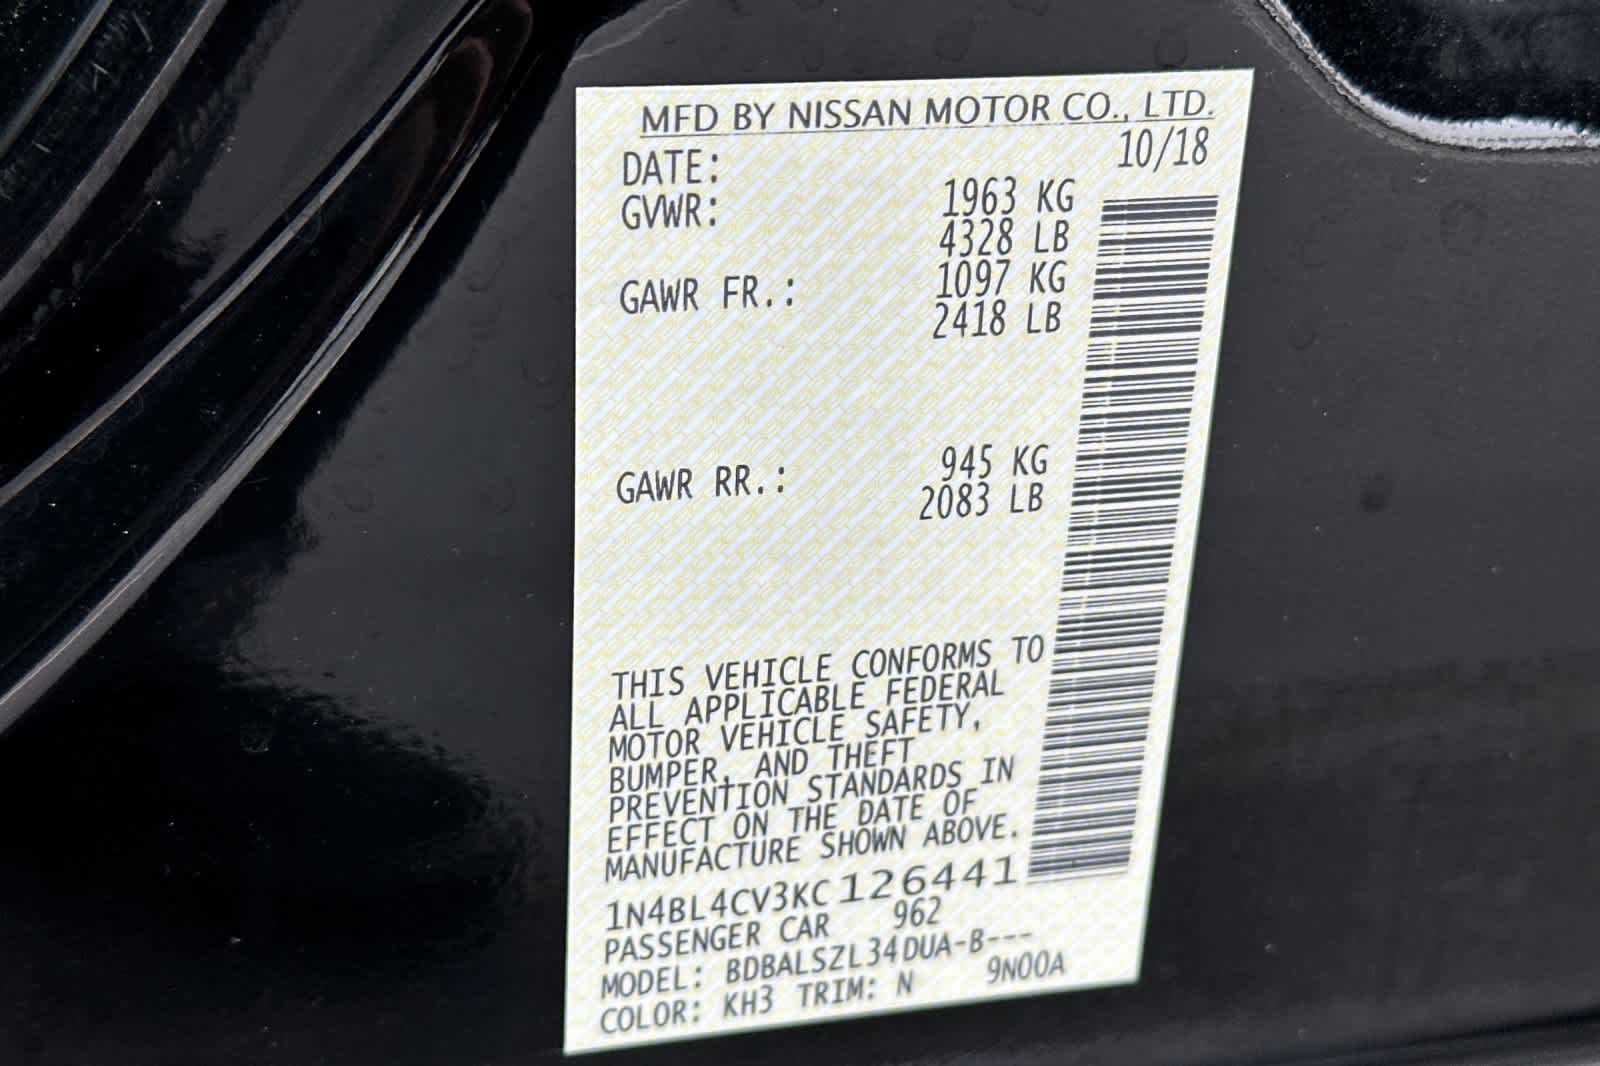 MFD BY NISSAN MOTOR CO., LTD.
DATE: 10/18
GVWR: 1963 KG
4328 LB
GAWR FR.: 1097 KG
2418 LB
GAWR RR.: 945 KG
2083 LB
THIS VEHICLE CONFORMS TO
ALL APPLICABLE FEDERAL
MOTOR VEHICLE SAFETY,
BUMPER, AND THEFT
PREVENTION STANDARDS IN
EFFECT ON THE DATE OF
MANUFACTURE SHOWN ABOVE.
1N4BL4CV3KC126441
PASSENGER CAR 962
MODEL: BDBALSZL34DUA-B---
COLOR: KH3 TRIM: N 9N00A